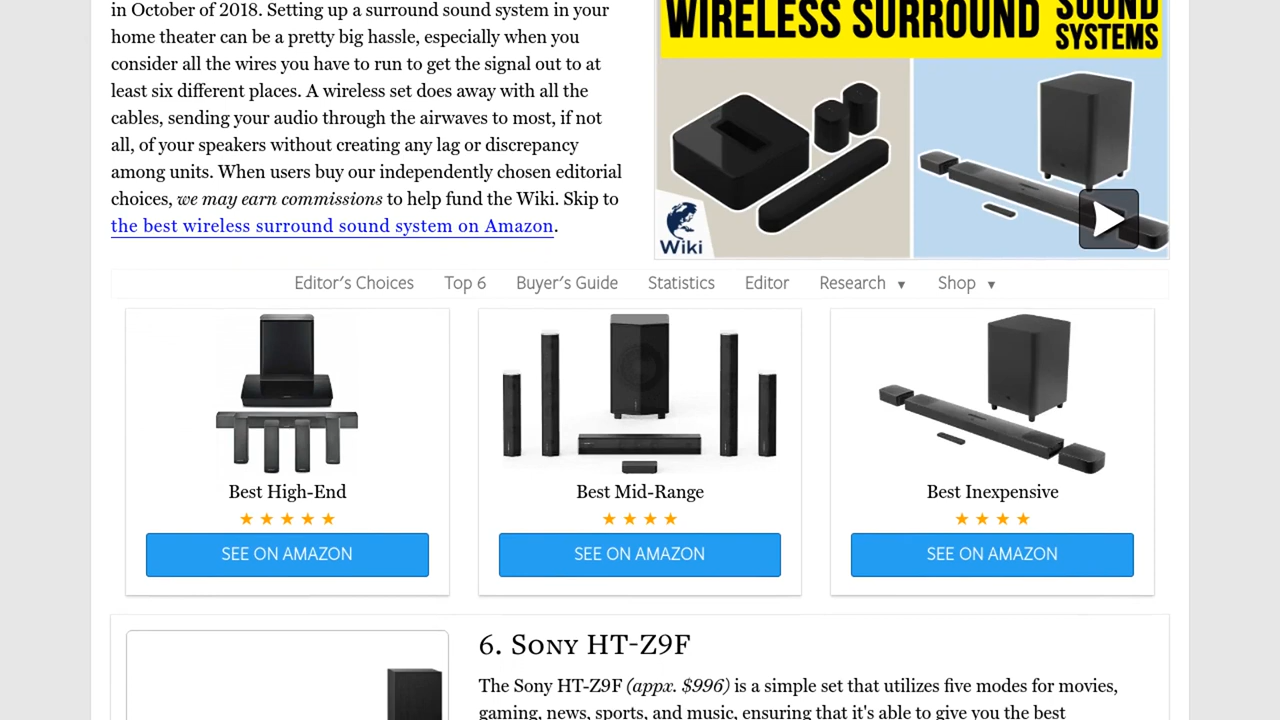 in October of 2018. Setting up a surround sound system in your
home theater can be a pretty big hassle, especially when you
consider all the wires you have to run to get the signal out to at
least six different places. A wireless set does away with all the
cables, sending your audio through the airwaves to most, if not
all, of your speakers without creating any lag or discrepancy
among units. When users buy our independently chosen editorial
choices, we may earn commissions to help fund the Wiki. Skip to
the best wireless surround sound system on Amazon.
WIRELESS SURROUND SOUND
SYSTEMS
Wiki
Editor's Choices Top 6 Buyer's Guide Statistics Editor Research ▼ Shop ▼
Best High-End
★ ★ ★ ★ ★
SEE ON AMAZON
Best Mid-Range
★ ★ ★ ★
SEE ON AMAZON
Best Inexpensive
★ ★ ★ ★
SEE ON AMAZON
6. Sony HT-Z9F
The Sony HT-Z9F (appx. $996) is a simple set that utilizes five modes for movies,
gaming, news, sports, and music, ensuring that it's able to give you the best